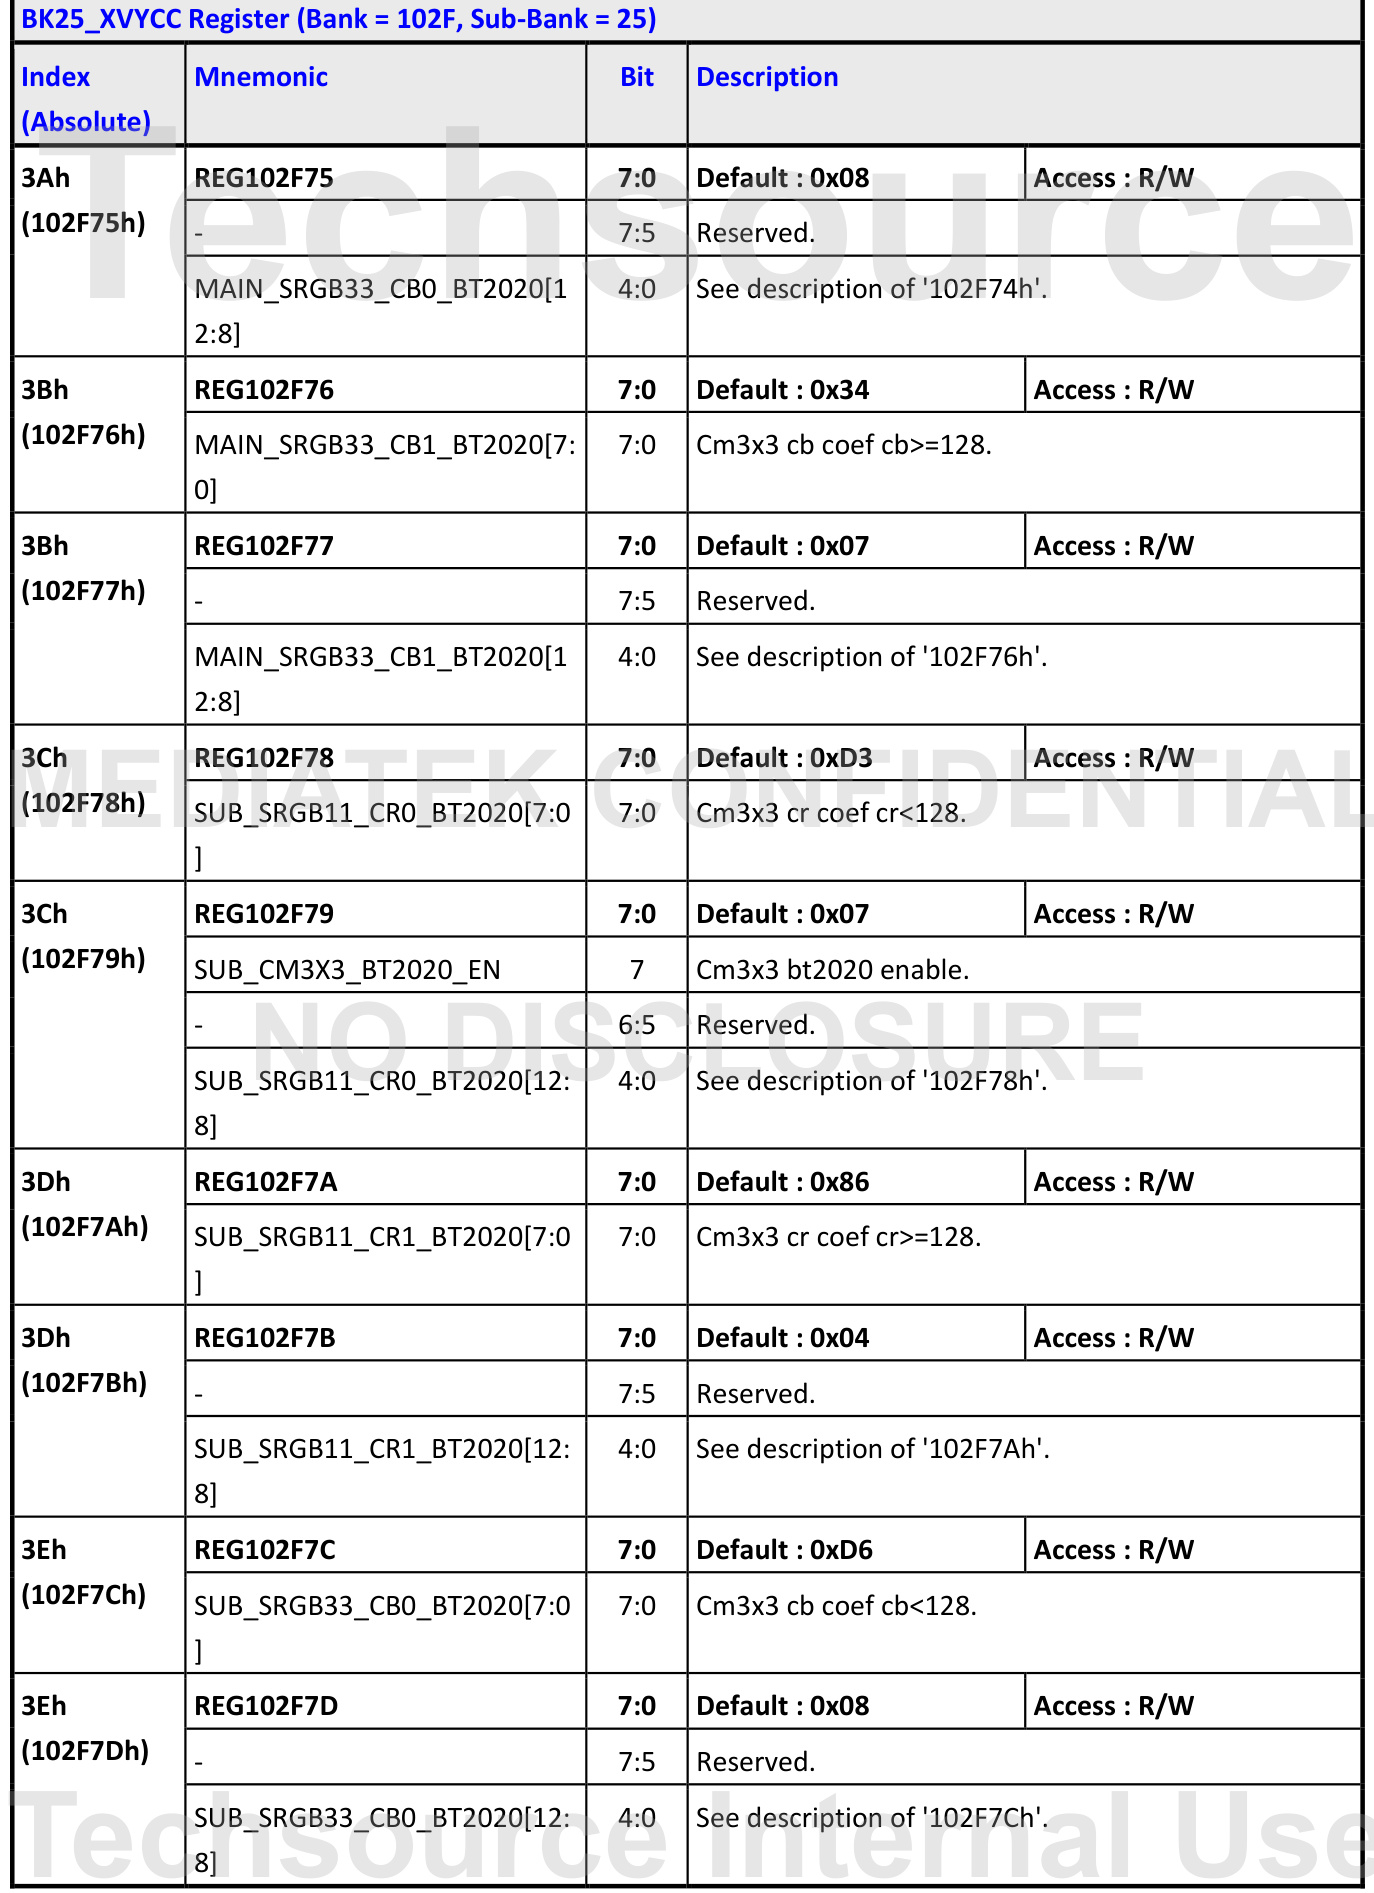 BK25_XVYCC Register (Bank = 102F, Sub-Bank = 25)
Index Mnemonic Bit Description
(Absolute)
3Ah REG102F75 7:0 Default : 0x08 Access : R/W
(102F75h) - 7:5 Reserved.
MAIN_SRGB33_CB0_BT2020[1 4:0 See description of '102F74h'.
2:8]
3Bh REG102F76 7:0 Default : 0x34 Access : R/W
(102F76h) MAIN_SRGB33_CB1_BT2020[7: 7:0 Cm3x3 cb coef cb>=128.
0]
3Bh REG102F77 7:0 Default : 0x07 Access : R/W
(102F77h) - 7:5 Reserved.
MAIN_SRGB33_CB1_BT2020[1 4:0 See description of '102F76h'.
2:8]
3Ch REG102F78 7:0 Default : 0xD3 Access : R/W
(102F78h) SUB_SRGB11_CR0_BT2020[7:0 7:0 Cm3x3 cr coef cr<128.
]
3Ch REG102F79 7:0 Default : 0x07 Access : R/W
(102F79h) SUB_CM3X3_BT2020_EN 7 Cm3x3 bt2020 enable.
- 6:5 Reserved.
SUB_SRGB11_CR0_BT2020[12: 4:0 See description of '102F78h'.
8]
3Dh REG102F7A 7:0 Default : 0x86 Access : R/W
(102F7Ah) SUB_SRGB11_CR1_BT2020[7:0 7:0 Cm3x3 cr coef cr>=128.
]
3Dh REG102F7B 7:0 Default : 0x04 Access : R/W
(102F7Bh) - 7:5 Reserved.
SUB_SRGB11_CR1_BT2020[12: 4:0 See description of '102F7Ah'.
8]
3Eh REG102F7C 7:0 Default : 0xD6 Access : R/W
(102F7Ch) SUB_SRGB33_CB0_BT2020[7:0 7:0 Cm3x3 cb coef cb<128.
]
3Eh REG102F7D 7:0 Default : 0x08 Access : R/W
(102F7Dh) - 7:5 Reserved.
SUB_SRGB33_CB0_BT2020[12: 4:0 See description of '102F7Ch'.
8]
Techsource
MEDIATEK CONFIDENTIAL
NO DISCLOSURE
Techsource Internal Use